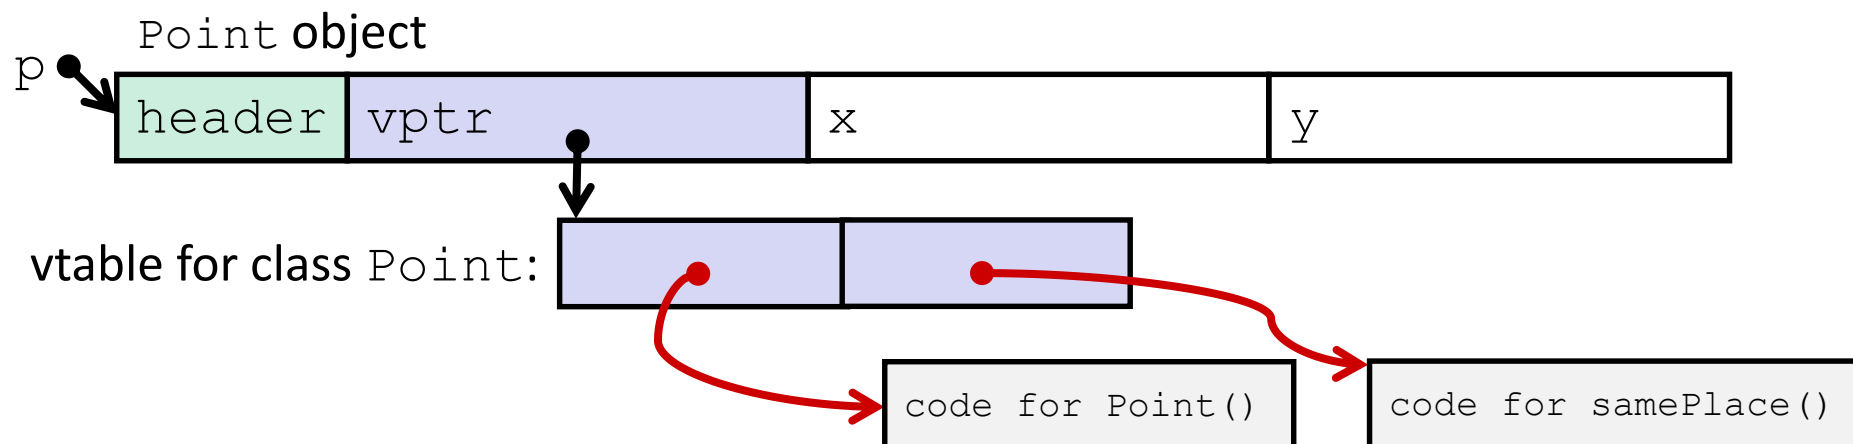 Point object
p
header vptr x y
vtable for class Point:
code for Point() code for samePlace()